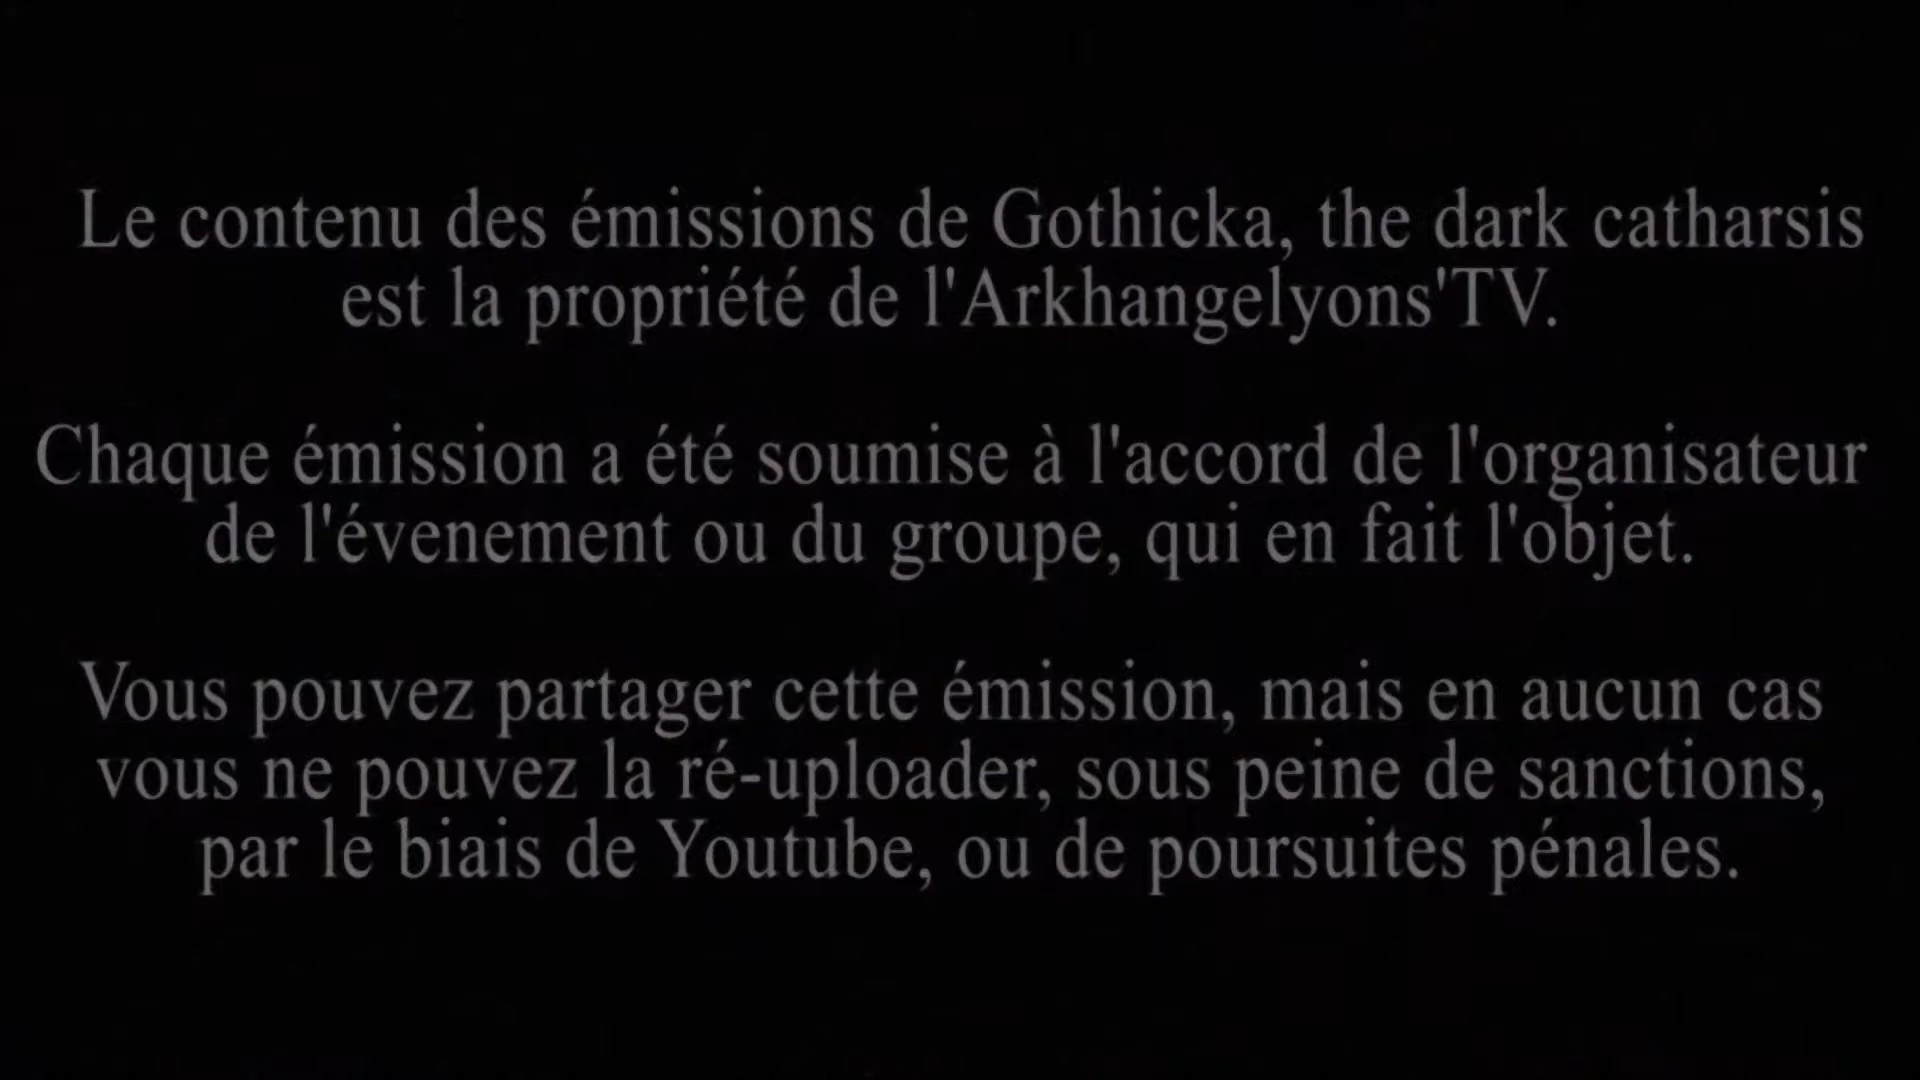 Le contenu des émissions de Gothicka, the dark catharsis
est la propriété de l'Arkhangelyons'TV.
Chaque émission a été soumise à l'accord de l'organisateur
de l'évenement ou du groupe, qui en fait l'objet.
Vous pouvez partager cette émission, mais en aucun cas
vous ne pouvez la ré-uploader, sous peine de sanctions,
par le biais de Youtube, ou de poursuites pénales.